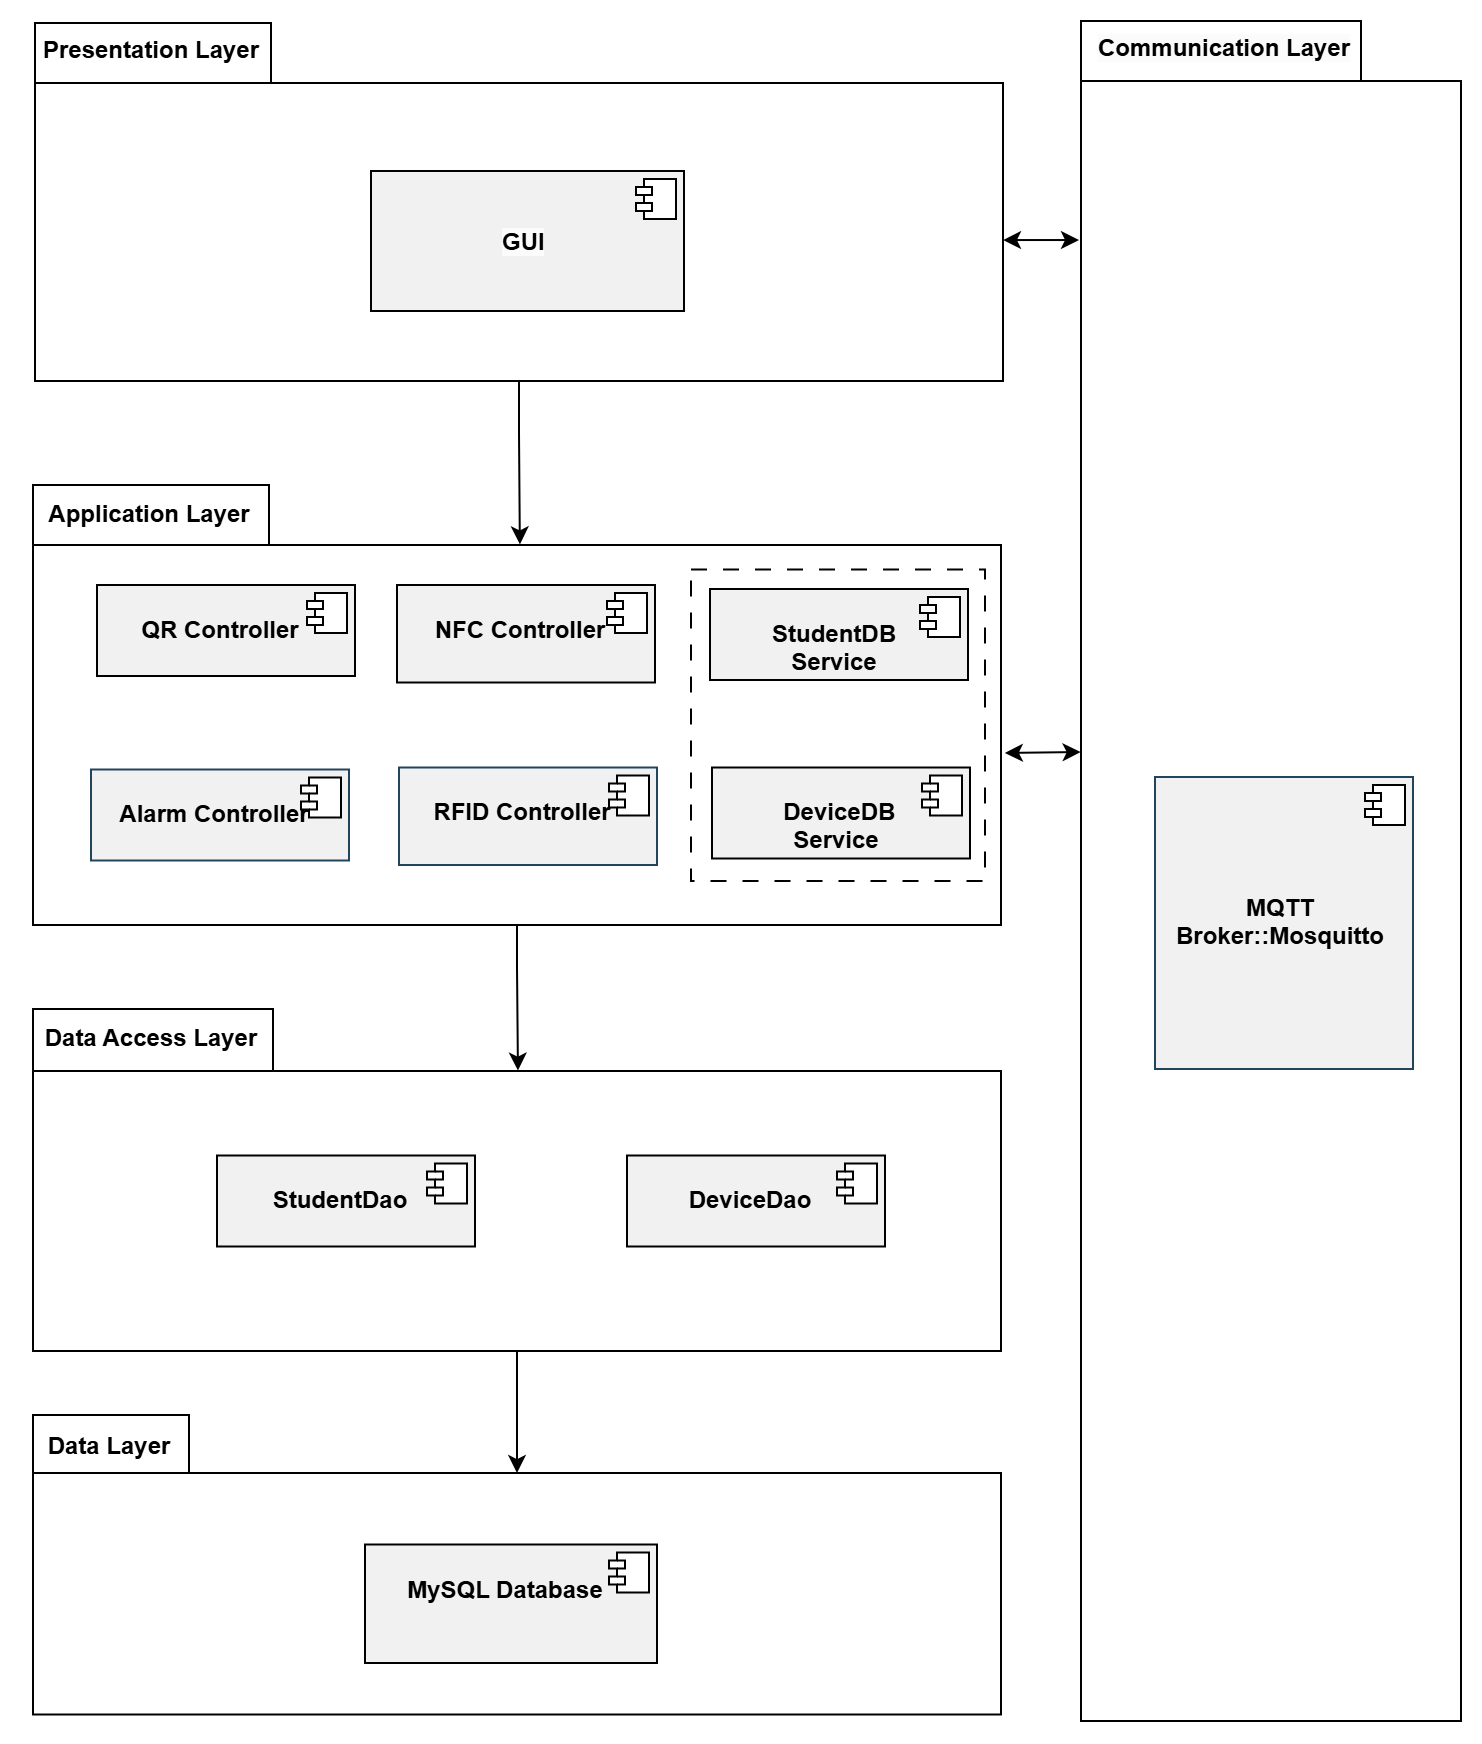 Presentation Layer
Communication Layer
GUI
Application Layer
QR Controller
NFC Controller
StudentDB
Service
Alarm Controller
RFID Controller
DeviceDB
Service
MQTT
Broker::Mosquitto
Data Access Layer
StudentDao
DeviceDao
Data Layer
MySQL Database